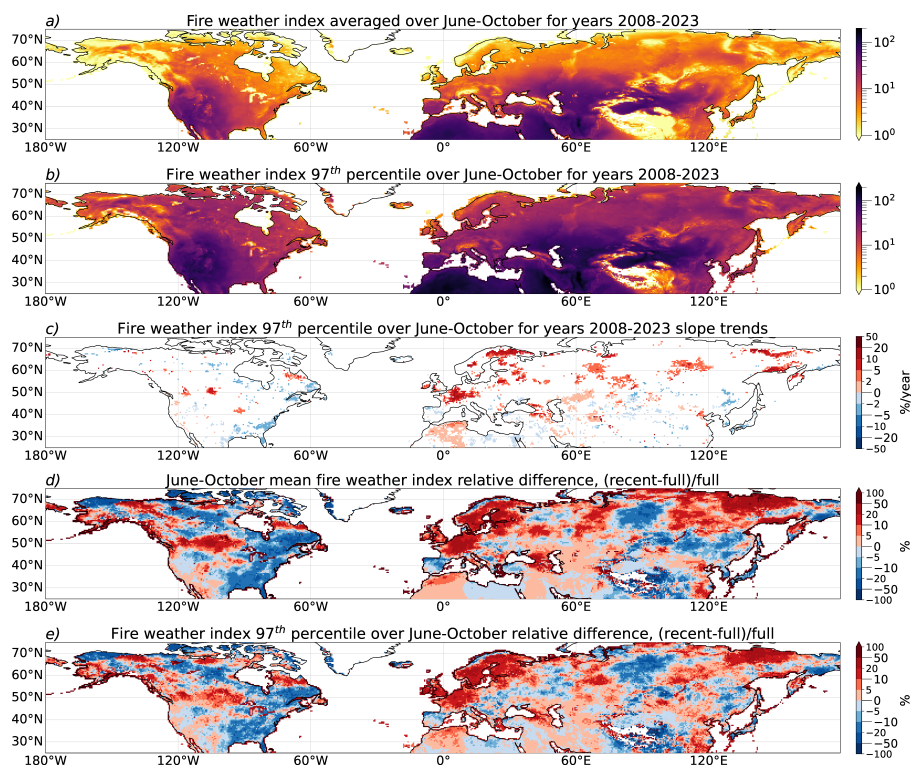 a) Fire weather index averaged over June-October for years 2008-2023
70°N
60°N
50°N
40°N
30°N
180°W 120°W 60°W 0° 60°E 120°E
10²
10¹
10⁰
b) Fire weather index 97th percentile over June-October for years 2008-2023
70°N
60°N
50°N
40°N
30°N
180°W 120°W 60°W 0° 60°E 120°E
10²
10¹
10⁰
c) Fire weather index 97th percentile over June-October for years 2008-2023 slope trends
70°N
60°N
50°N
40°N
30°N
180°W 120°W 60°W 0° 60°E 120°E
50
20
10
5
2
0
−2
−5
−10
−20
−50
%/year
d) June-October mean fire weather index relative difference, (recent-full)/full
70°N
60°N
50°N
40°N
30°N
180°W 120°W 60°W 0° 60°E 120°E
100
50
20
10
5
0
−5
−10
−20
−50
−100
%
e) Fire weather index 97th percentile over June-October relative difference, (recent-full)/full
70°N
60°N
50°N
40°N
30°N
180°W 120°W 60°W 0° 60°E 120°E
100
50
20
10
5
0
−5
−10
−20
−50
−100
%